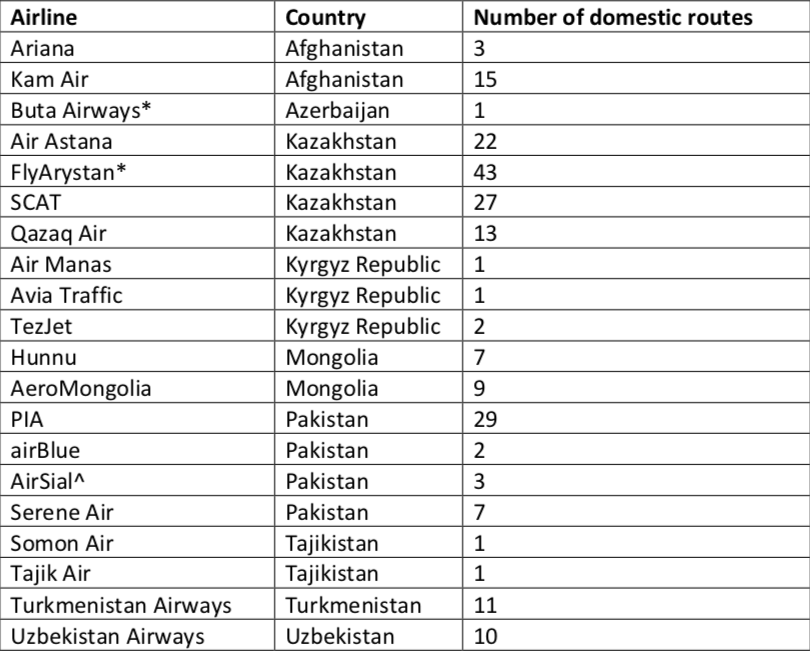 Airline Country Number of domestic routes
Ariana Afghanistan 3
Kam Air Afghanistan 15
Buta Airways* Azerbaijan 1
Air Astana Kazakhstan 22
FlyArystan* Kazakhstan 43
SCAT Kazakhstan 27
Qazaq Air Kazakhstan 13
Air Manas Kyrgyz Republic 1
Avia Traffic Kyrgyz Republic 1
TezJet Kyrgyz Republic 2
Hunnu Mongolia 7
AeroMongolia Mongolia 9
PIA Pakistan 29
airBlue Pakistan 2
AirSial^ Pakistan 3
Serene Air Pakistan 7
Somon Air Tajikistan 1
Tajik Air Tajikistan 1
Turkmenistan Airways Turkmenistan 11
Uzbekistan Airways Uzbekistan 10